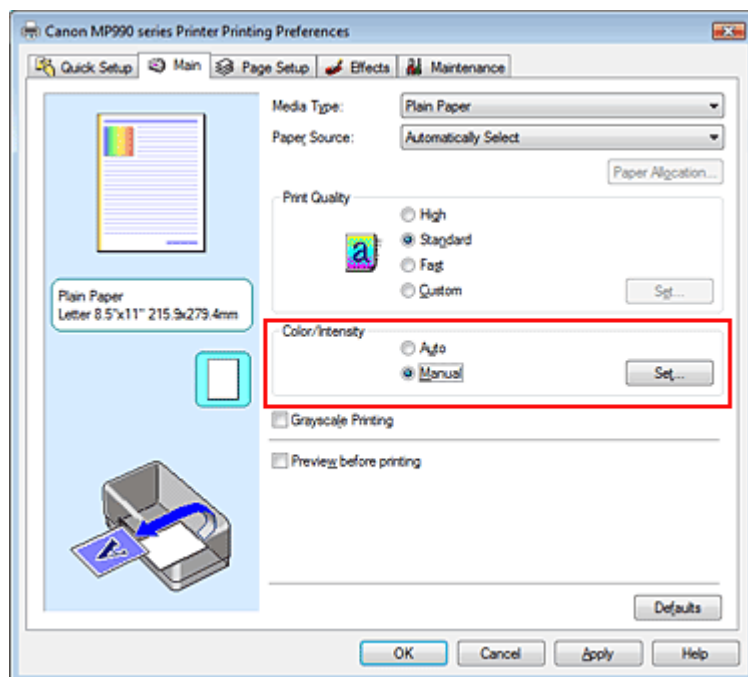 Canon MP990 series Printer Printing Preferences
Quick Setup Main Page Setup Effects Maintenance
Media Type: Plain Paper
Paper Source: Automatically Select
Paper Allocation...
Print Quality
High
a Standard
Fast
Custom Set...
Plain Paper
Letter 8.5"x11" 215.9x279.4mm
Color/Intensity
Auto
Manual Set...
Grayscale Printing
Preview before printing
A
Defaults
OK Cancel Apply Help